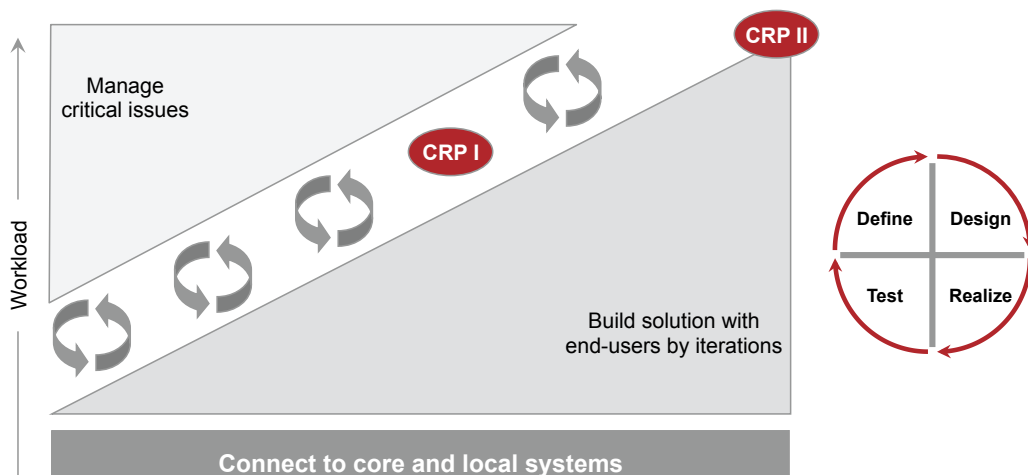 CRP II
Manage
critical issues
CRP I
Define
Design
Workload
Test
Realize
Build solution with
end-users by iterations
Connect to core and local systems